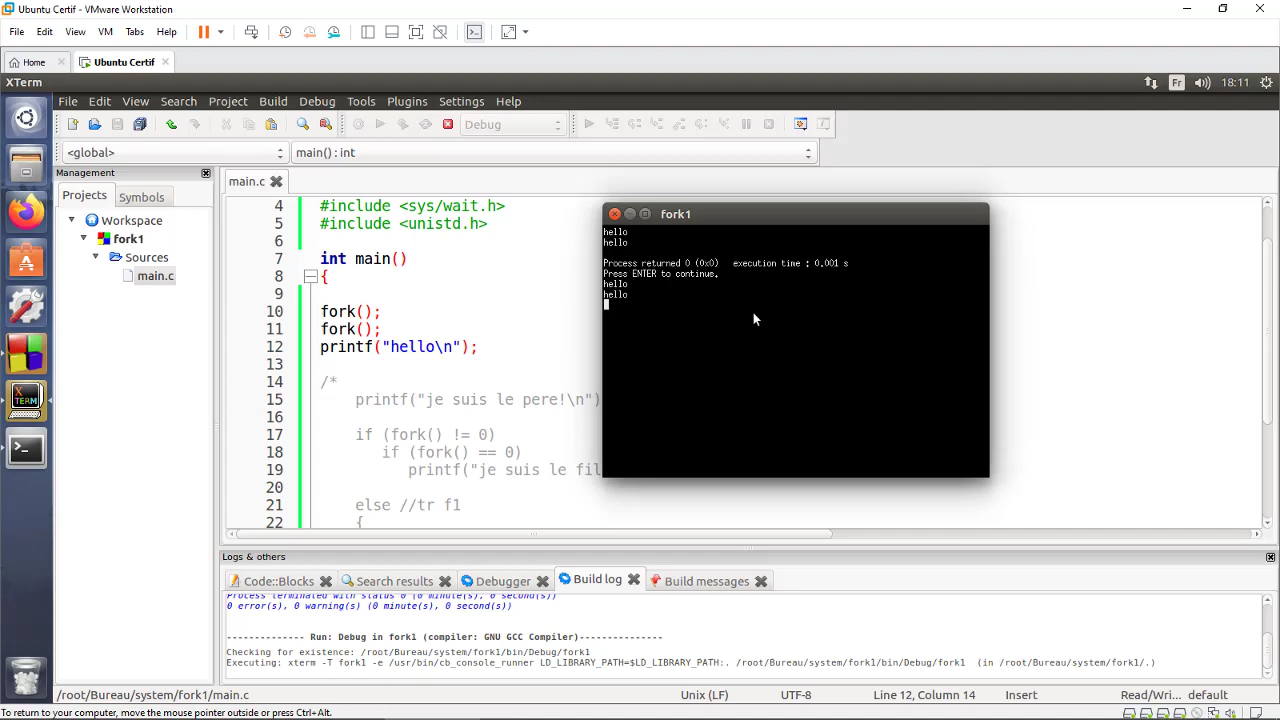 Ubuntu Certif - VMware Workstation
File Edit View VM Tabs Help
Home Ubuntu Certif
XTerm Fr 18:11
File Edit View Search Project Build Debug Tools Plugins Settings Help
Debug
<global> main() : int
Management
Projects Symbols
Workspace
fork1
Sources
main.c
main.c
4 #include <sys/wait.h>
5 #include <unistd.h>
6
7 int main()
8 {
9
10 fork();
11 fork();
12 printf("hello\n");
13
14 /*
15 printf("je suis le pere!\n")
16
17 if (fork() != 0)
18 if (fork() == 0)
19 printf("je suis le fil
20
21 else //tr f1
22 {
fork1
hello
hello
Process returned 0 (0x0) execution time : 0.001 s
Press ENTER to continue.
hello
hello
X
TERM
Logs & others
Code::Blocks Search results Debugger Build log Build messages
Process terminated with status 0 (0 minute(s), 0 second(s))
0 error(s), 0 warning(s) (0 minute(s), 0 second(s))
-------------- Run: Debug in fork1 (compiler: GNU GCC Compiler)---------------
Checking for existence: /root/Bureau/system/fork1/bin/Debug/fork1
Executing: xterm -T fork1 -e /usr/bin/cb_console_runner LD_LIBRARY_PATH=$LD_LIBRARY_PATH:. /root/Bureau/system/fork1/bin/Debug/fork1 (in /root/Bureau/system/fork1/.)
/root/Bureau/system/fork1/main.c Unix (LF) UTF-8 Line 12, Column 14 Insert Read/Wri... default
To return to your computer, move the mouse pointer outside or press Ctrl+Alt.